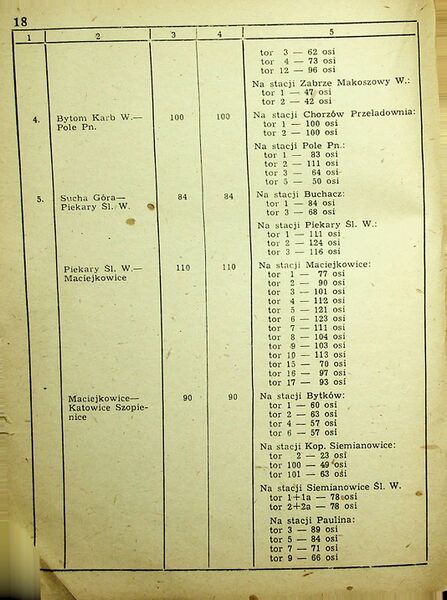 18
1 2 3 4 5
tor 3 — 62 osi
tor 4 — 73 osi
tor 12 — 96 osi
Na stacji Zabrze Makoszowy W.:
tor 1 — 47 osi
tor 2 — 42 osi
4. Bytom Karb W.— 100 100 Na stacji Chorzów Przeładownia:
Pole Pn. tor 1 — 100 osi
tor 2 — 100 osi
Na stacji Pole Pn.:
tor 1 — 83 osi
tor 2 — 111 osi
tor 3 — 64 osi
tor 5 — 50 osi
5. Sucha Góra— 84 84 Na stacji Buchacz:
Piekary Śl. W. tor 1 — 84 osi
tor 3 — 68 osi
Na stacji Piekary Śl. W.:
tor 1 — 111 osi
tor 2 — 124 osi
tor 3 — 116 osi
Piekary Śl. W.— 110 110 Na stacji Maciejkowice:
Maciejkowice tor 1 — 77 osi
tor 2 — 90 osi
tor 3 — 101 osi
tor 4 — 112 osi
tor 5 — 121 osi
tor 6 — 123 osi
tor 7 — 111 osi
tor 8 — 104 osi
tor 9 — 103 osi
tor 10 — 113 osi
tor 15 — 70 osi
tor 16 — 97 osi
tor 17 — 93 osi
Maciejkowice— 90 90 Na stacji Bytków:
Katowice Szopie- tor 1 — 60 osi
nice tor 2 — 63 osi
tor 4 — 57 osi
tor 6 — 57 osi
Na stacji Kop. Siemianowice:
tor 2 — 23 osi
tor 100 — 49 osi
tor 101 — 63 osi
Na stacji Siemianowice Śl. W.
tor 1+1a — 78 osi
tor 2+2a — 78 osi
Na stacji Paulina:
tor 3 — 89 osi
tor 5 — 84 osi
tor 7 — 71 osi
tor 9 — 66 osi